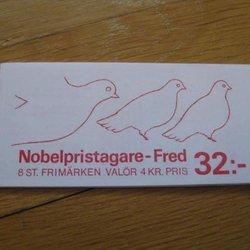 Nobelpristagare-Fred
8 ST. FRIMÄRKEN VALÖR 4 KR. PRIS 32:-